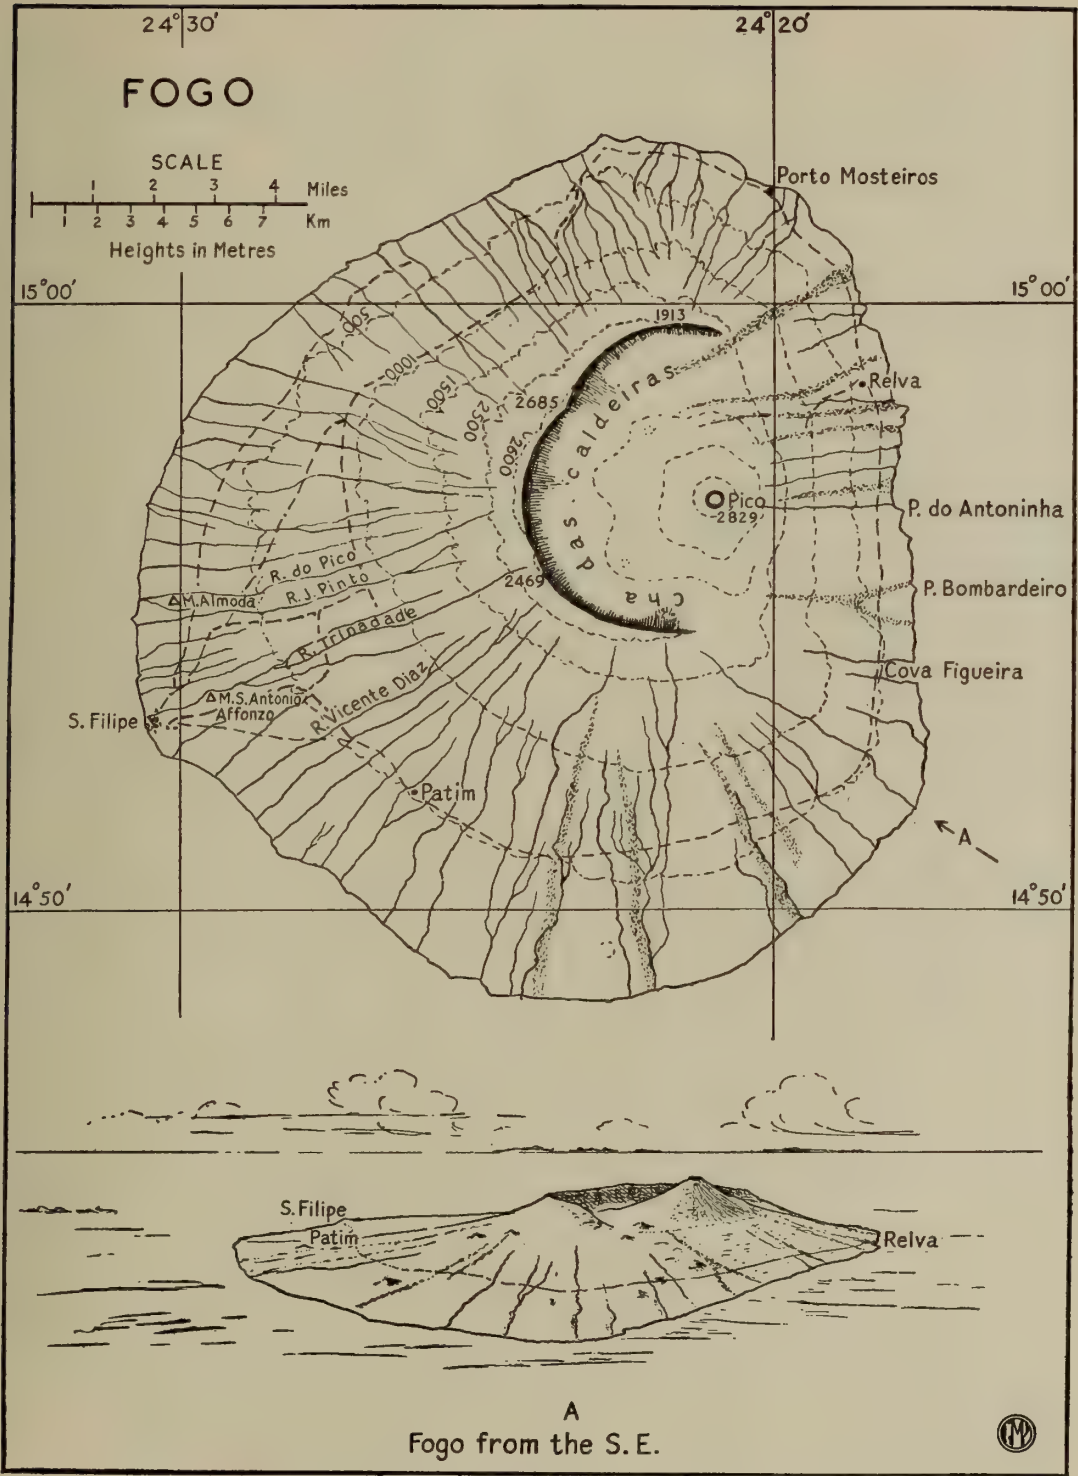 24°30'
24°20'
FOGO
SCALE
1 2 3 4 Miles
1 2 3 4 5 6 7 Km
Heights in Metres
Porto Mosteiros
15°00'
15°00'
1913
500
1000
1500
2500
2600
2685
Cha das caldeiras
Relva
Pico
2829
P. do Antoninha
2469
R. do Pico
R. J. Pinto
P. Bombardeiro
M. Almoda
R. Trinadade
Cova Figueira
M.S. Antonio
Affonzo
R. Vicente Diaz
S. Filipe
Patim
A
14°50'
14°50'
S. Filipe
Patim
Relva
A
Fogo from the S. E.